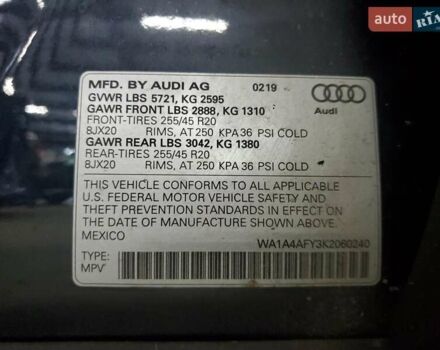 RIA.com
MFD. BY AUDI AG 0219
GVWR LBS 5721, KG 2595
GAWR FRONT LBS 2888, KG 1310
FRONT-TIRES 255/45 R20
8JX20 RIMS, AT 250 KPA 36 PSI COLD
GAWR REAR LBS 3042, KG 1380
REAR-TIRES 255/45 R20
8JX20 RIMS, AT 250 KPA 36 PSI COLD
Audi
THIS VEHICLE CONFORMS TO ALL APPLICABLE
U.S. FEDERAL MOTOR VEHICLE SAFETY AND
THEFT PREVENTION STANDARDS IN EFFECT ON
THE DATE OF MANUFACTURE SHOWN ABOVE.
MEXICO WA1A4AFY3K2060240
TYPE:
MPV